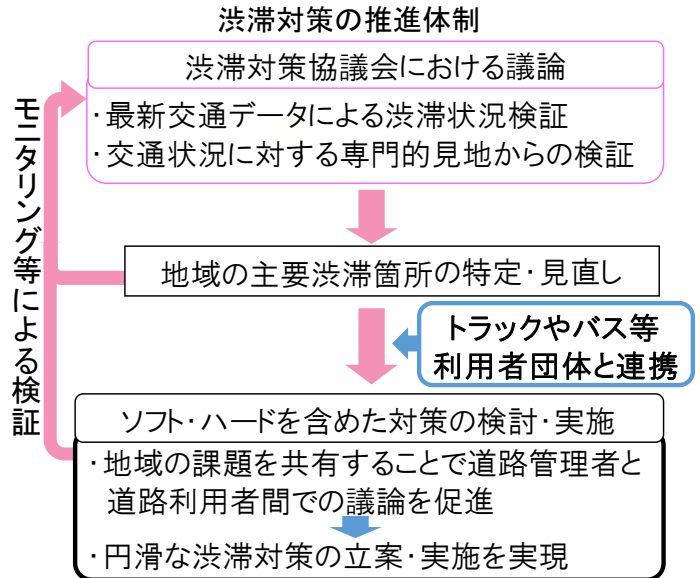 渋滞対策の推進体制
渋滞対策協議会における議論
・最新交通データによる渋滞状況検証
・交通状況に対する専門的見地からの検証
モニタリング等による検証
地域の主要渋滞箇所の特定・見直し
トラックやバス等
利用者団体と連携
ソフト・ハードを含めた対策の検討・実施
・地域の課題を共有することで道路管理者と
道路利用者間での議論を促進
・円滑な渋滞対策の立案・実施を実現